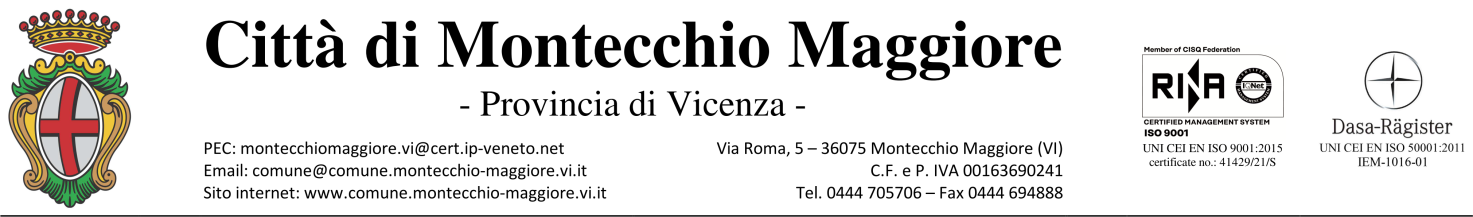 Città di Montecchio Maggiore
- Provincia di Vicenza -
PEC: montecchiomaggiore.vi@cert.ip-veneto.net
Email: comune@comune.montecchio-maggiore.vi.it
Sito internet: www.comune.montecchio-maggiore.vi.it
Via Roma, 5 – 36075 Montecchio Maggiore (VI)
C.F. e P. IVA 00163690241
Tel. 0444 705706 – Fax 0444 694888
Member of CISQ Federation
RINA
IQNet
CERTIFIED MANAGEMENT SYSTEM
ISO 9001
UNI CEI EN ISO 9001:2015
certificate no.: 41429/21/S
Dasa-Rägister
UNI CEI EN ISO 50001:2011
IEM-1016-01